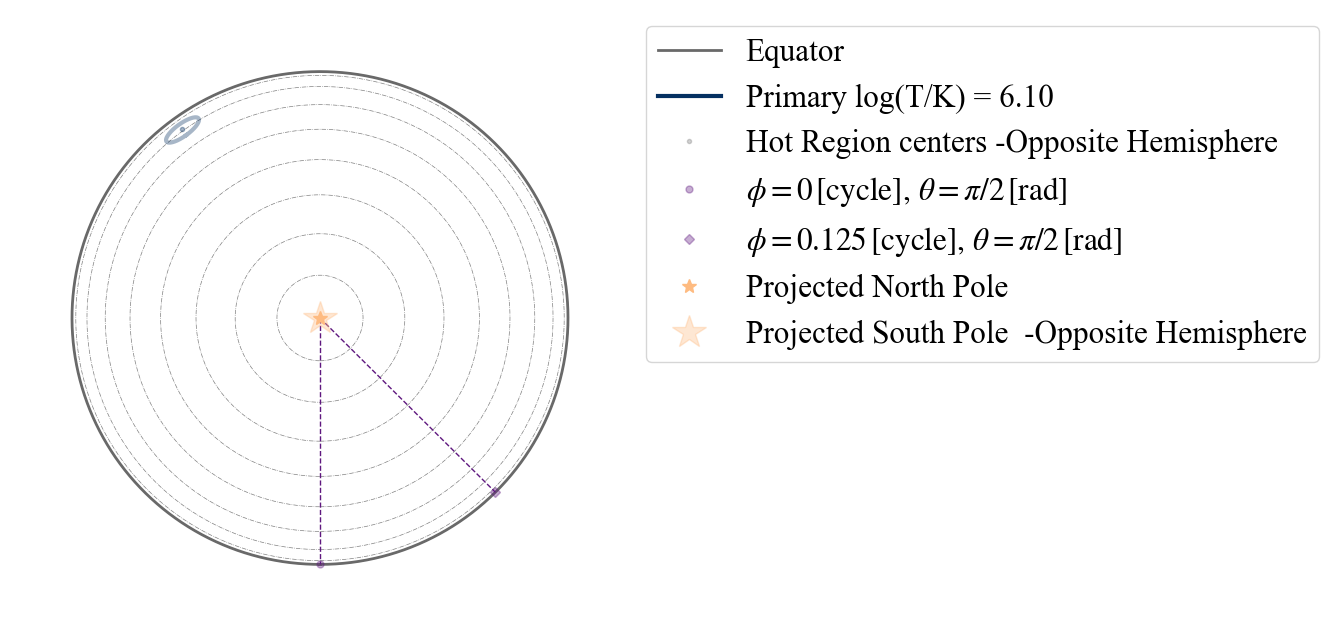 Equator
Primary log(T/K) = 6.10
Hot Region centers -Opposite Hemisphere
ϕ = 0 [cycle], θ = π/2 [rad]
ϕ = 0.125 [cycle], θ = π/2 [rad]
Projected North Pole
Projected South Pole  -Opposite Hemisphere